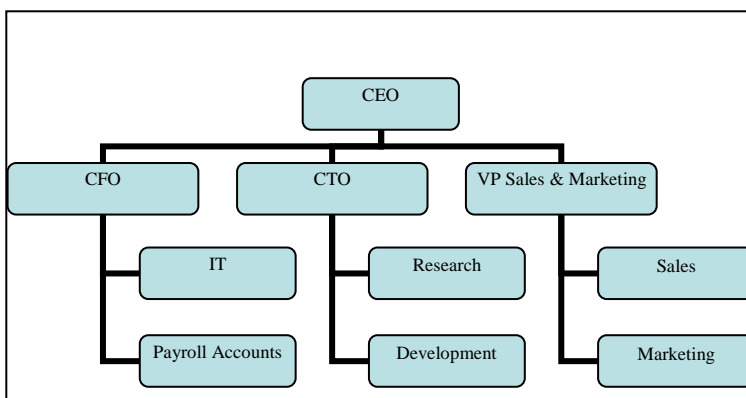 CEO
CFO
CTO
VP Sales & Marketing
IT
Research
Sales
Payroll Accounts
Development
Marketing